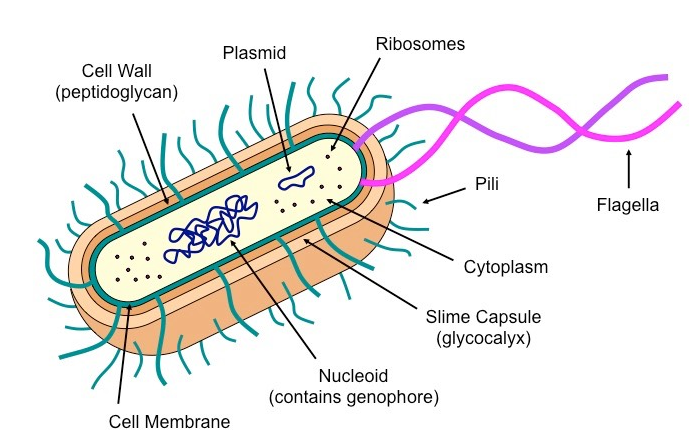 Ribosomes
Plasmid
Cell Wall
(peptidoglycan)
Pili
Flagella
Cytoplasm
Slime Capsule
(glycocalyx)
Nucleoid
(contains genophore)
Cell Membrane